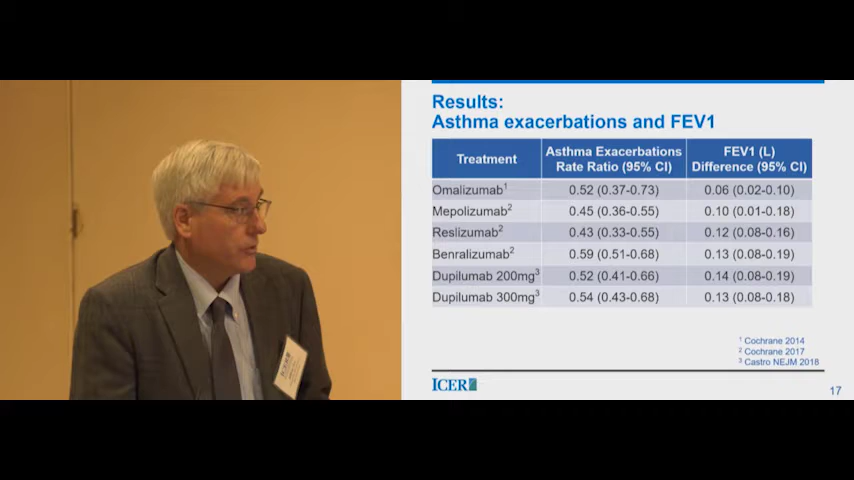 Results:
Asthma exacerbations and FEV1
Treatment Asthma Exacerbations Rate Ratio (95% CI) FEV1 (L) Difference (95% CI)
Omalizumab1 0.52 (0.37-0.73) 0.06 (0.02-0.10)
Mepolizumab2 0.45 (0.36-0.55) 0.10 (0.01-0.18)
Reslizumab2 0.43 (0.33-0.55) 0.12 (0.08-0.16)
Benralizumab2 0.59 (0.51-0.68) 0.13 (0.08-0.19)
Dupilumab 200mg3 0.52 (0.41-0.66) 0.14 (0.08-0.19)
Dupilumab 300mg3 0.54 (0.43-0.68) 0.13 (0.08-0.18)
1 Cochrane 2014
2 Cochrane 2017
3 Castro NEJM 2018
ICER
17